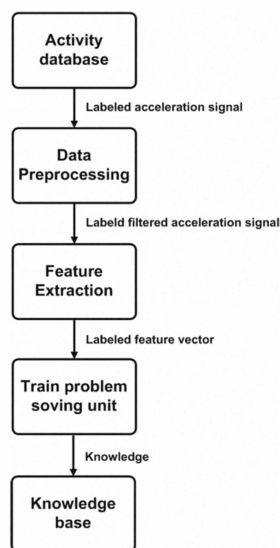 Activity
database
Labeled acceleration signal
Data
Preprocessing
Labeld filtered acceleration signal
Feature
Extraction
Labeled feature vector
Train problem
soving unit
Knowledge
Knowledge
base